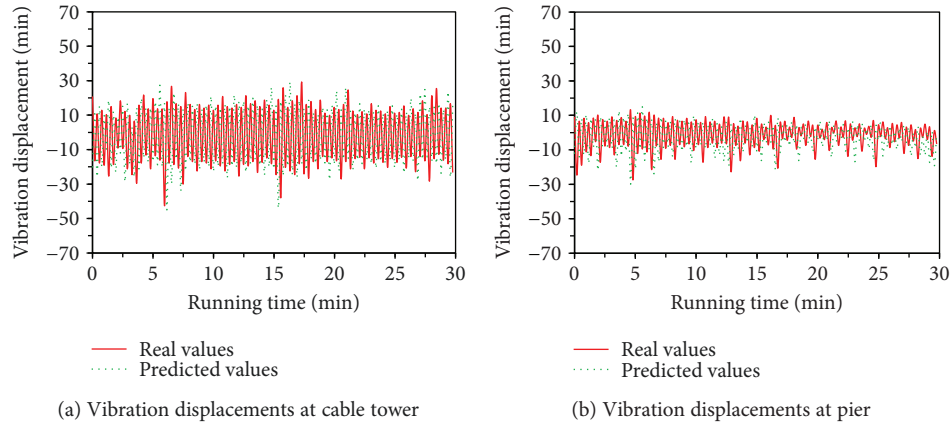 Vibration displacement (min)
70
50
30
10
−10
−30
−50
−70
0 5 10 15 20 25 30
Running time (min)
Real values
Predicted values
(a) Vibration displacements at cable tower
Vibration displacement (min)
70
50
30
10
−10
−30
−50
−70
0 5 10 15 20 25 30
Running time (min)
Real values
Predicted values
(b) Vibration displacements at pier